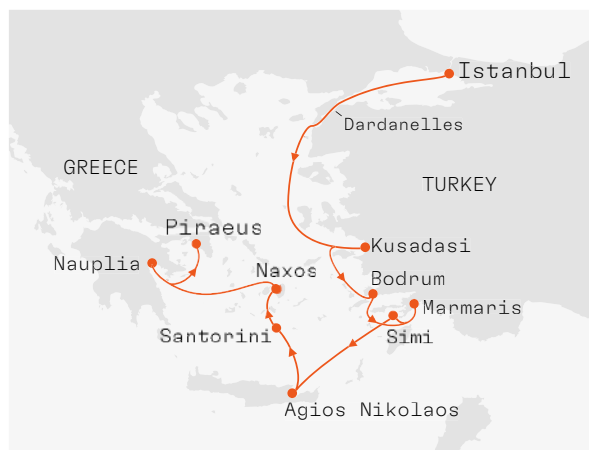 Istanbul
Dardanelles
GREECE
TURKEY
Piraeus
Kusadasi
Nauplia
Naxos
Bodrum
Marmaris
Santorini
Simi
Agios Nikolaos